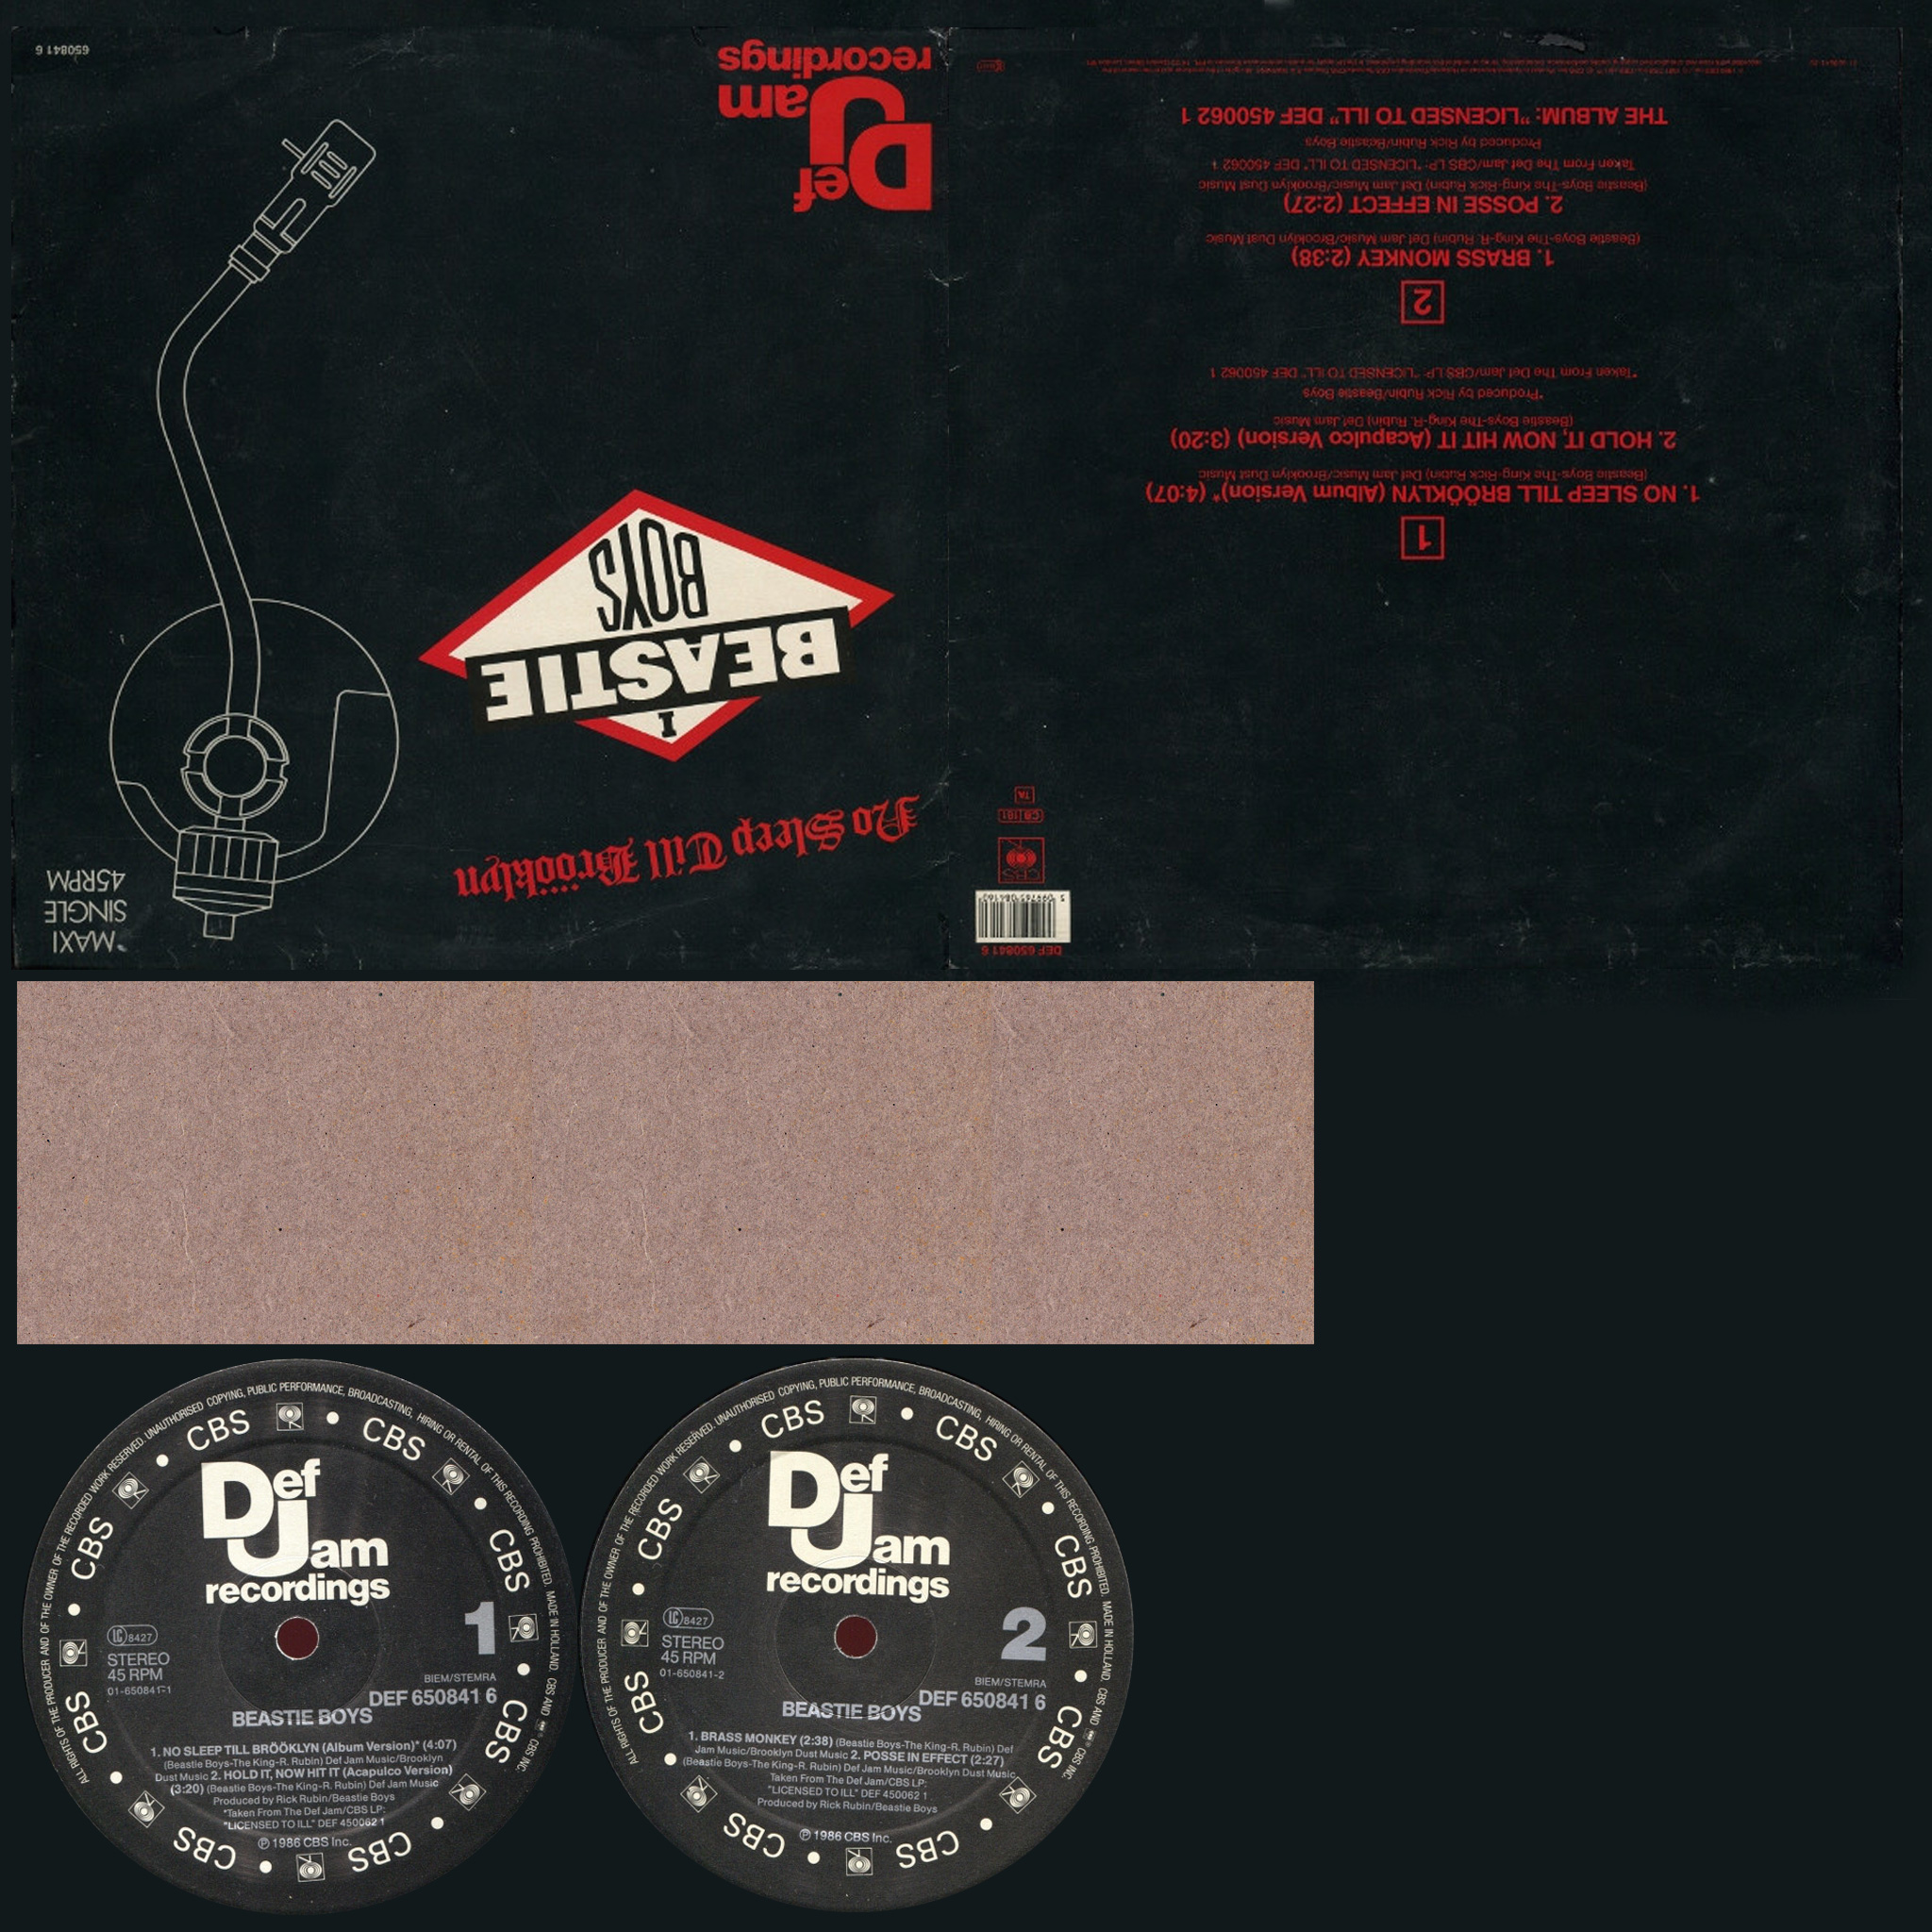 MAXI
SINGLE
45RPM
No Sleep Till Brööklyn
I
BEASTIE
BOYS
Def
Jam
recordings
650841 6
DEF 650841 6
CBS
CB 181
TA
1
1. NO SLEEP TILL BRÖÖKLYN (Album Version)* (4:07)
(Beastie Boys-The King-Rick Rubin) Def Jam Music/Brooklyn Dust Music
2. HOLD IT, NOW HIT IT (Acapulco Version) (3:20)
(Beastie Boys-The King-R. Rubin) Def Jam Music
*Produced by Rick Rubin/Beastie Boys
*Taken From The Def Jam/CBS LP: "LICENSED TO ILL" DEF 450062 1
2
1. BRASS MONKEY (2:38)
(Beastie Boys-The King-R. Rubin) Def Jam Music/Brooklyn Dust Music
2. POSSE IN EFFECT (2:27)
(Beastie Boys-The King-Rick Rubin) Def Jam Music/Brooklyn Dust Music
Taken From The Def Jam/CBS LP: "LICENSED TO ILL" DEF 450062 1
Produced by Rick Rubin/Beastie Boys
THE ALBUM: "LICENSED TO ILL" DEF 450062 1
ALL RIGHTS OF THE PRODUCER AND OF THE OWNER OF THE RECORDED WORK RESERVED. UNAUTHORISED COPYING, PUBLIC PERFORMANCE, BROADCASTING, HIRING OR RENTAL OF THIS RECORDING PROHIBITED. MADE IN HOLLAND. CBS AND CBS INC.
CBS CBS CBS CBS CBS CBS CBS CBS
Def
Jam
recordings
1
LC 8427
STEREO
45 RPM
01-650841-1
BIEM/STEMRA
DEF 650841 6
BEASTIE BOYS
1. NO SLEEP TILL BRÖÖKLYN (Album Version)* (4:07)
(Beastie Boys-The King-R. Rubin) Def Jam Music/Brooklyn
Dust Music 2. HOLD IT, NOW HIT IT (Acapulco Version)
(3:20) (Beastie Boys-The King-R. Rubin) Def Jam Music
Produced by Rick Rubin/Beastie Boys
*Taken From The Def Jam/CBS LP:
"LICENSED TO ILL" DEF 450062 1
℗ 1986 CBS Inc.
ALL RIGHTS OF THE PRODUCER AND OF THE OWNER OF THE RECORDED WORK RESERVED. UNAUTHORISED COPYING, PUBLIC PERFORMANCE, BROADCASTING, HIRING OR RENTAL OF THIS RECORDING PROHIBITED. MADE IN HOLLAND. CBS AND CBS INC.
CBS CBS CBS CBS CBS CBS CBS CBS
Def
Jam
recordings
2
LC 8427
STEREO
45 RPM
01-650841-2
BIEM/STEMRA
DEF 650841 6
BEASTIE BOYS
1. BRASS MONKEY (2:38) (Beastie Boys-The King-R. Rubin) Def
Jam Music/Brooklyn Dust Music 2. POSSE IN EFFECT (2:27)
(Beastie Boys-The King-R. Rubin) Def Jam Music/Brooklyn Dust Music
Taken From The Def Jam/CBS LP:
"LICENSED TO ILL" DEF 450062 1
Produced by Rick Rubin/Beastie Boys
℗ 1986 CBS Inc.